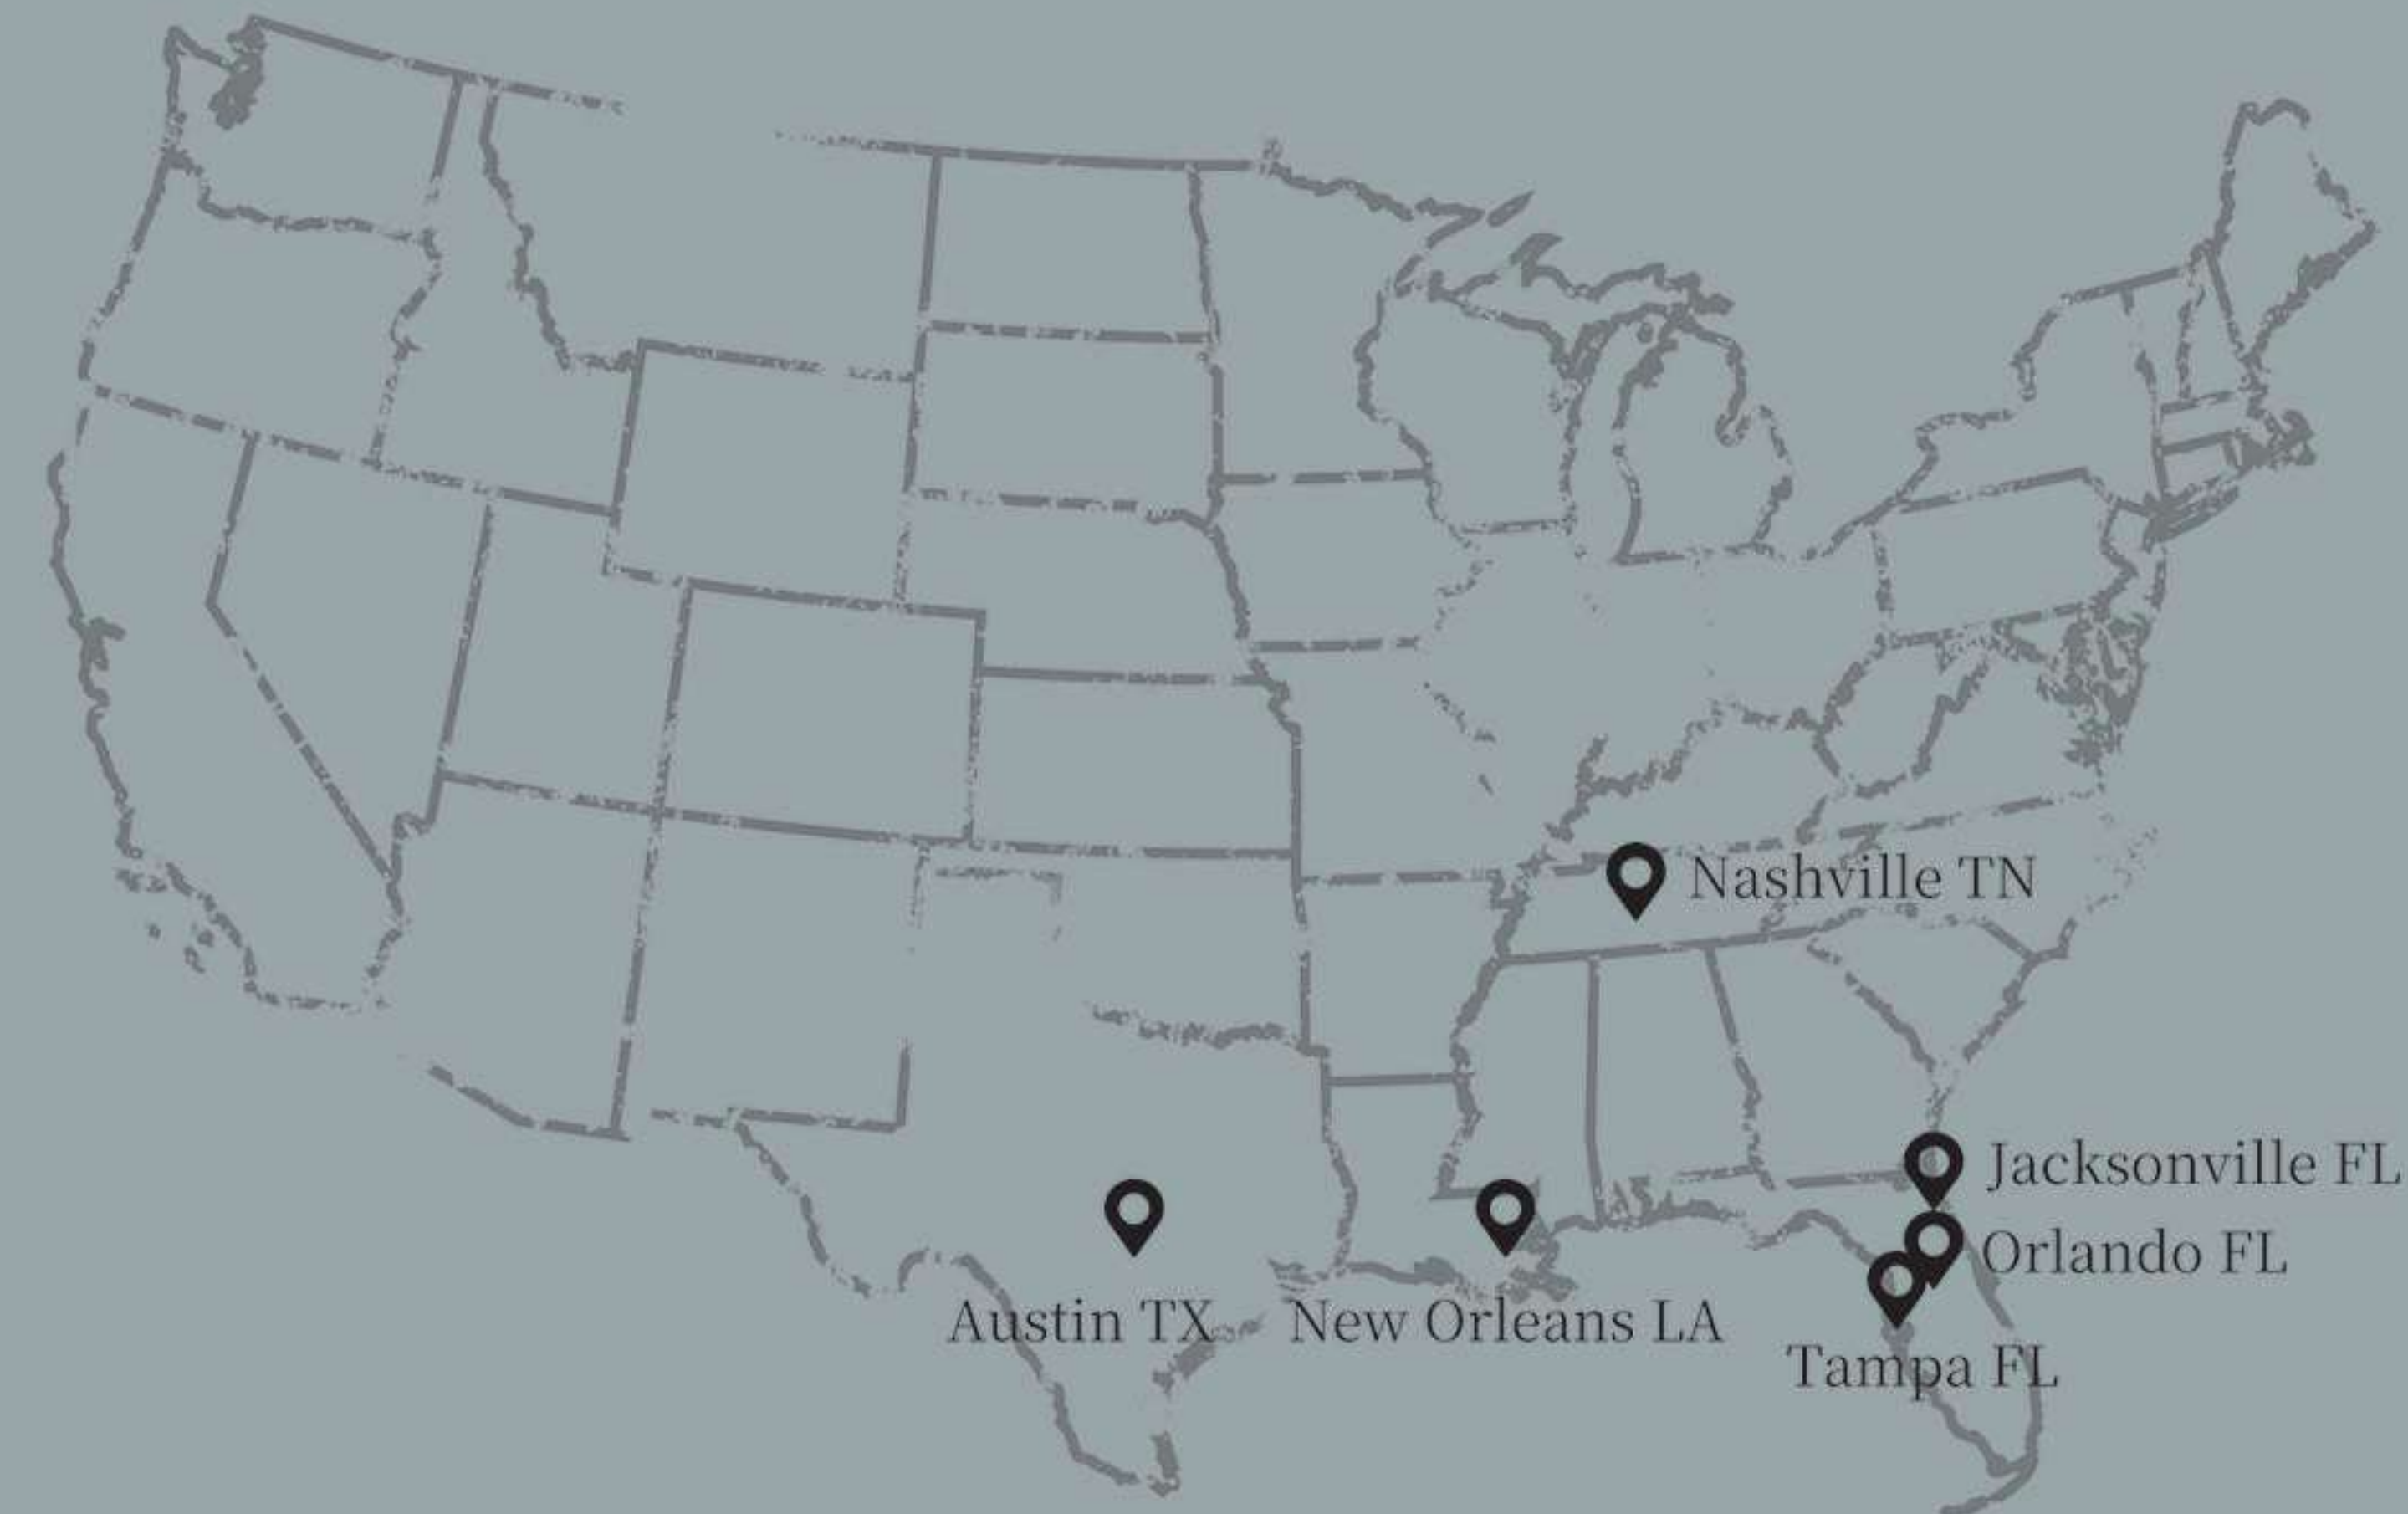 Nashville TN
Jacksonville FL
Orlando FL
Austin TX
New Orleans LA
Tampa FL